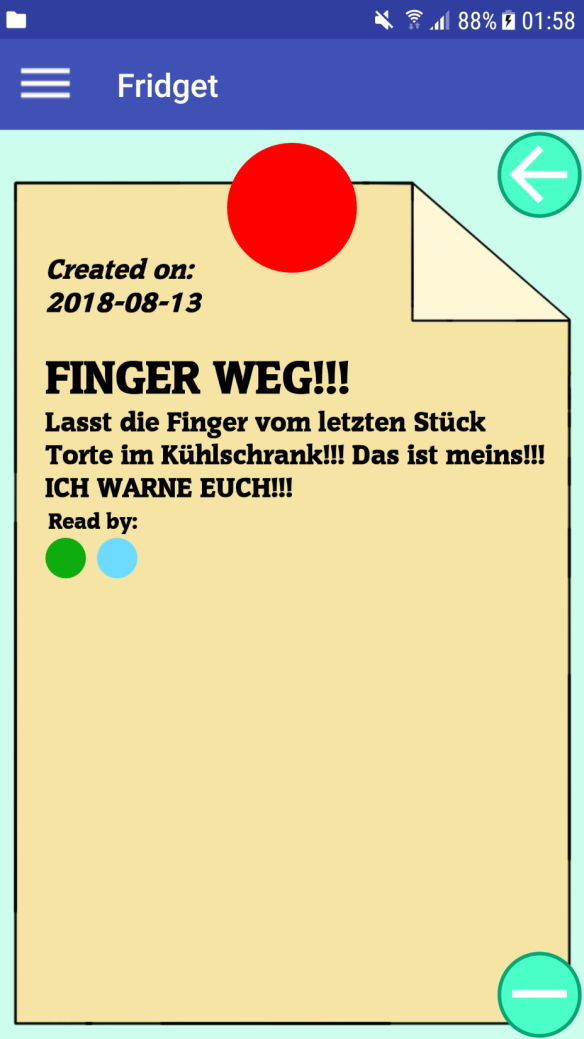 88% 01:58
Fridget
Created on:
2018-08-13
FINGER WEG!!!
Lasst die Finger vom letzten Stück
Torte im Kühlschrank!!! Das ist meins!!!
ICH WARNE EUCH!!!
Read by: